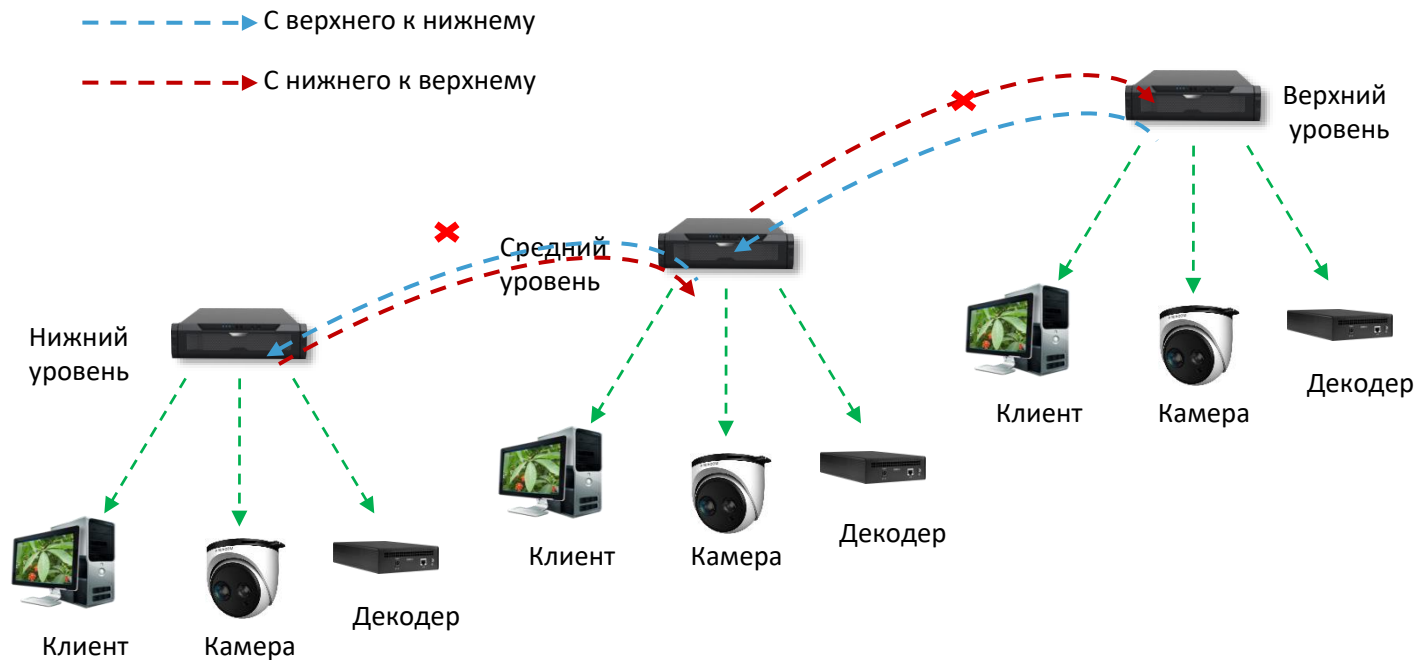 С верхнего к нижнему
С нижнего к верхнему
Верхний
уровень
Средний
уровень
Нижний
уровень
Клиент
Камера
Декодер
Клиент
Камера
Декодер
Клиент
Камера
Декодер